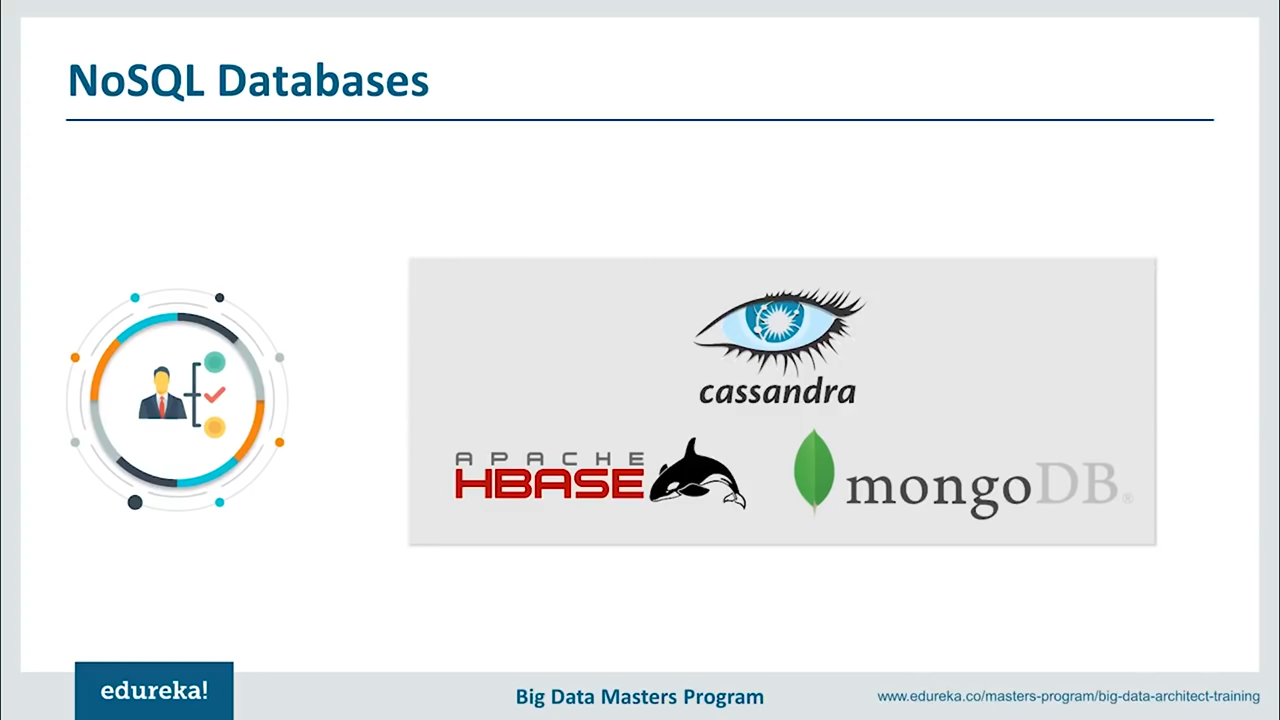 NoSQL Databases
cassandra
APACHE
HBASE
mongoDB®
edureka!
Big Data Masters Program
www.edureka.co/masters-program/big-data-architect-training